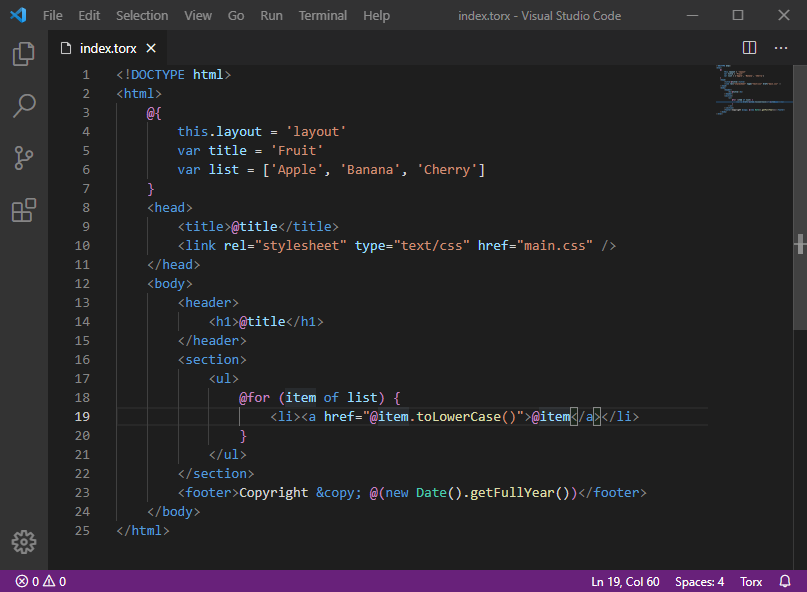 File Edit Selection View Go Run Terminal Help index.torx - Visual Studio Code
index.torx
1 <!DOCTYPE html>
2 <html>
3 @{
4 this.layout = 'layout'
5 var title = 'Fruit'
6 var list = ['Apple', 'Banana', 'Cherry']
7 }
8 <head>
9 <title>@title</title>
10 <link rel="stylesheet" type="text/css" href="main.css" />
11 </head>
12 <body>
13 <header>
14 <h1>@title</h1>
15 </header>
16 <section>
17 <ul>
18 @for (item of list) {
19 <li><a href="@item.toLowerCase()">@item</a></li>
20 }
21 </ul>
22 </section>
23 <footer>Copyright &copy; @(new Date().getFullYear())</footer>
24 </body>
25 </html>
0 0 Ln 19, Col 60 Spaces: 4 Torx